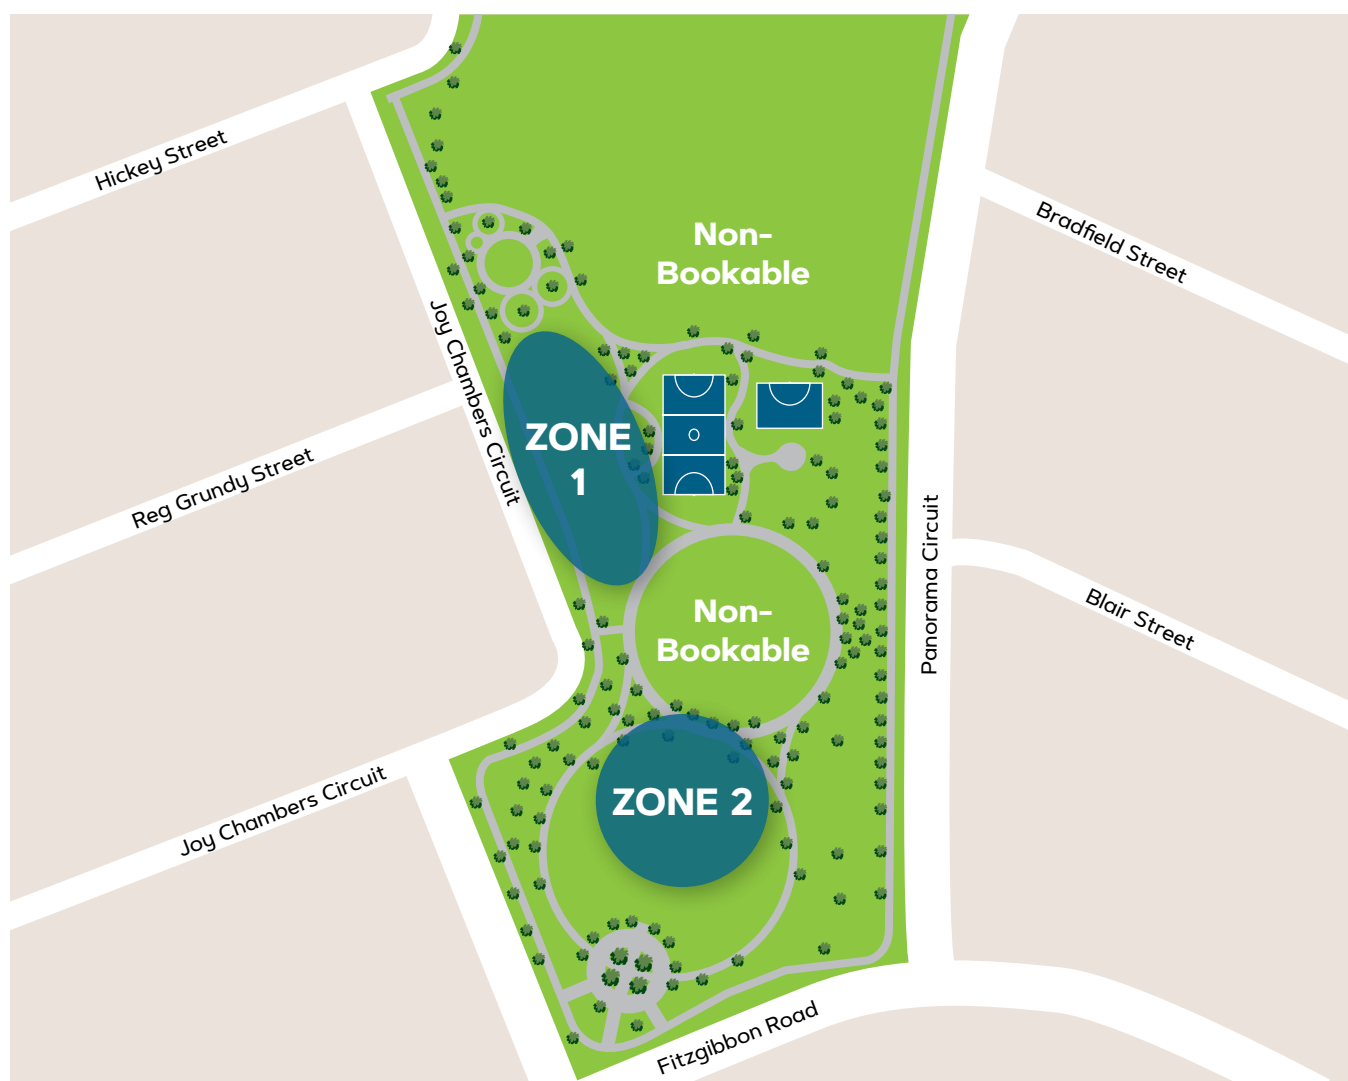 Hickey Street
Bradfield Street
Non-
Bookable
Joy Chambers Circuit
ZONE
1
Reg Grundy Street
Panorama Circuit
Blair Street
Non-
Bookable
Joy Chambers Circuit
ZONE 2
Fitzgibbon Road